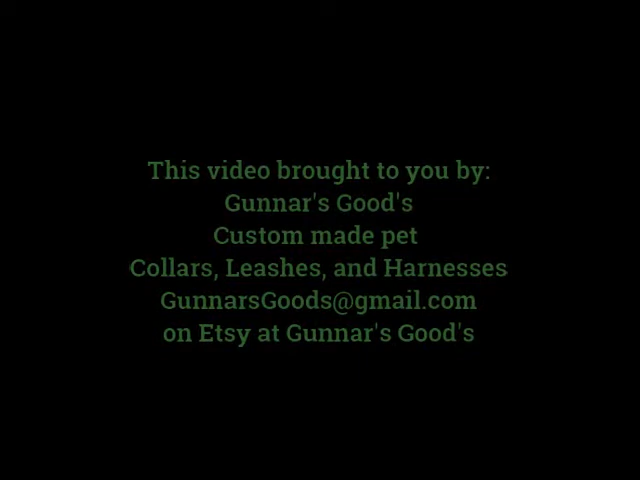 This video brought to you by:
Gunnar's Good's
Custom made pet
Collars, Leashes, and Harnesses
GunnarsGoods@gmail.com
on Etsy at Gunnar's Good's